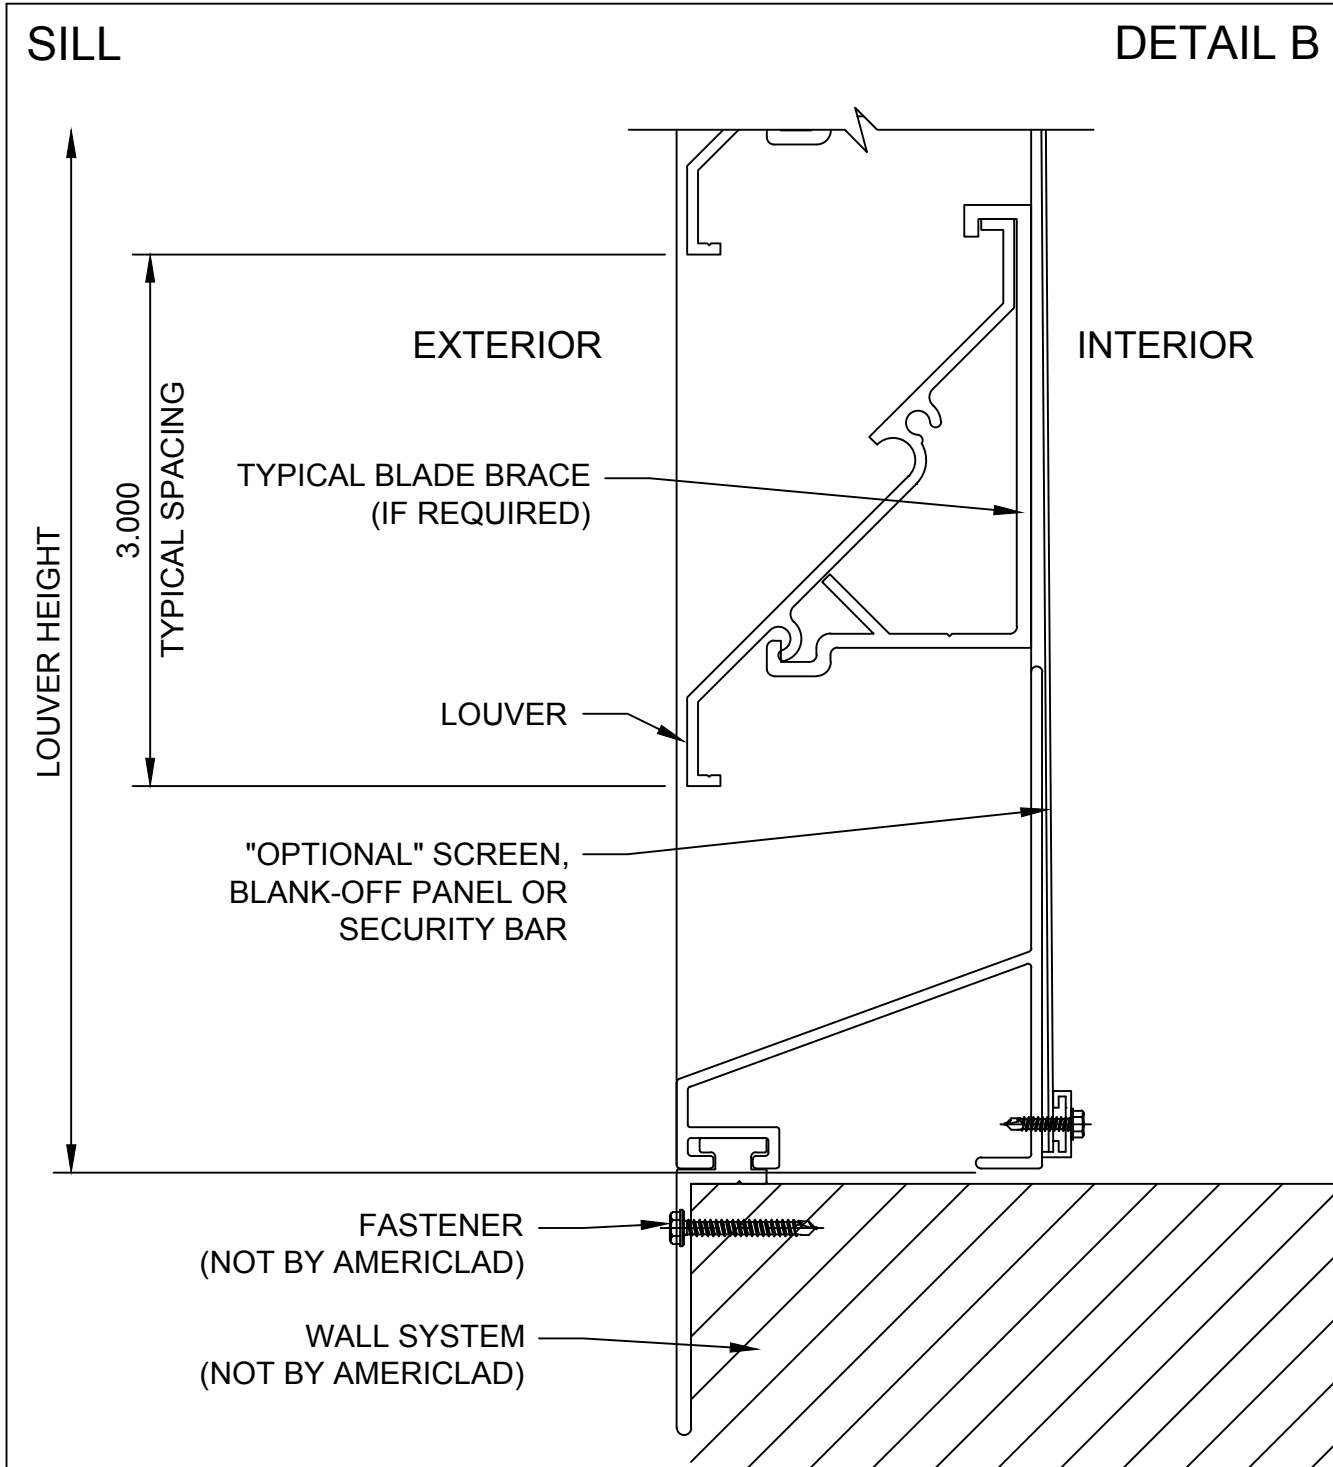 SILL
DETAIL B
EXTERIOR
INTERIOR
3.000
TYPICAL SPACING
LOUVER HEIGHT
TYPICAL BLADE BRACE
(IF REQUIRED)
LOUVER
"OPTIONAL" SCREEN,
BLANK-OFF PANEL OR
SECURITY BAR
FASTENER
(NOT BY AMERICLAD)
WALL SYSTEM
(NOT BY AMERICLAD)